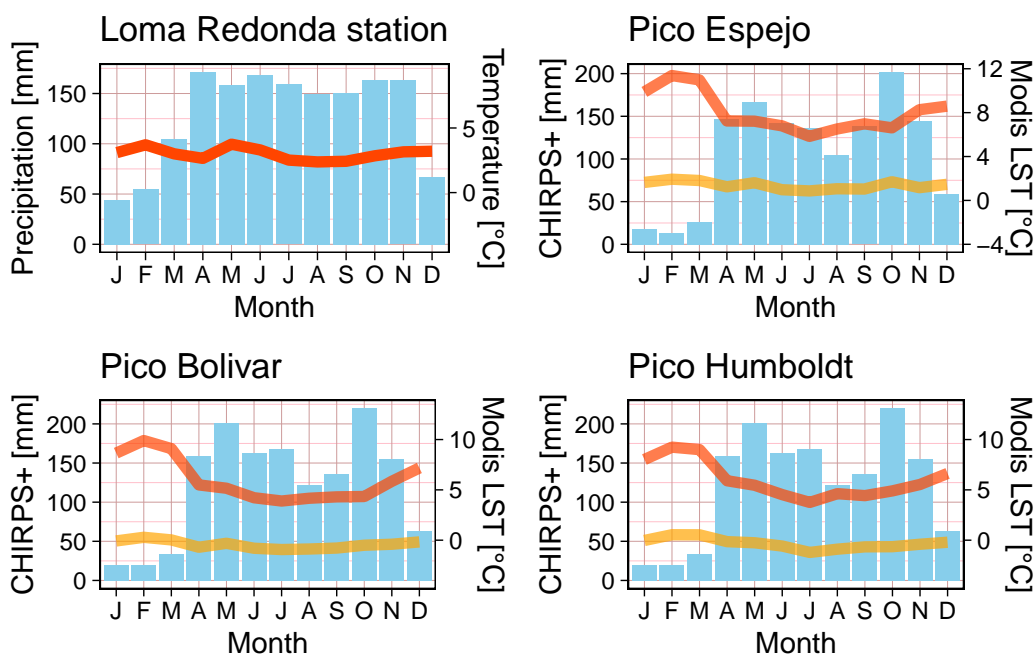 Loma Redonda station
Precipitation [mm]
150
100
50
0
5
0
Temperature [°C]
J F M A M J J A S O N D
Month
Pico Espejo
CHIRPS+ [mm]
200
150
100
50
0
12
8
4
0
−4
Modis LST [°C]
J F M A M J J A S O N D
Month
Pico Bolivar
CHIRPS+ [mm]
200
150
100
50
0
10
5
0
Modis LST [°C]
J F M A M J J A S O N D
Month
Pico Humboldt
CHIRPS+ [mm]
200
150
100
50
0
10
5
0
Modis LST [°C]
J F M A M J J A S O N D
Month